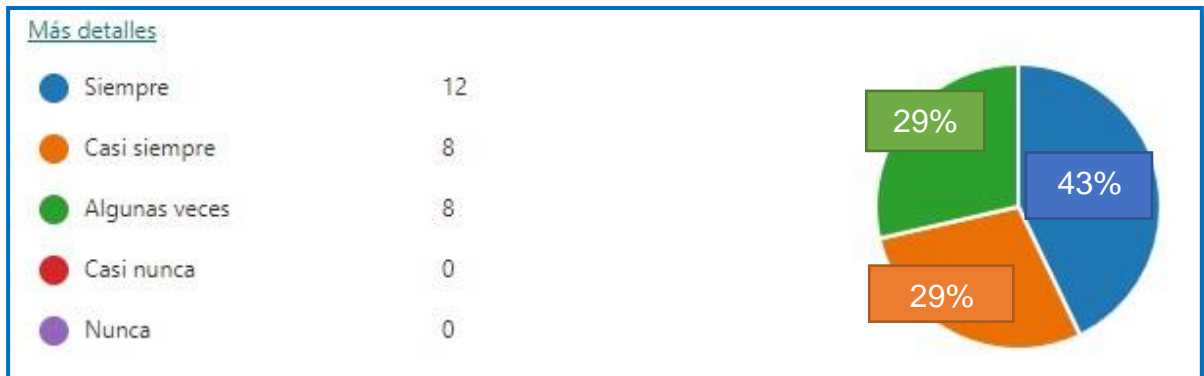 Más detalles
Siempre 12
Casi siempre 8
Algunas veces 8
Casi nunca 0
Nunca 0
29%
43%
29%